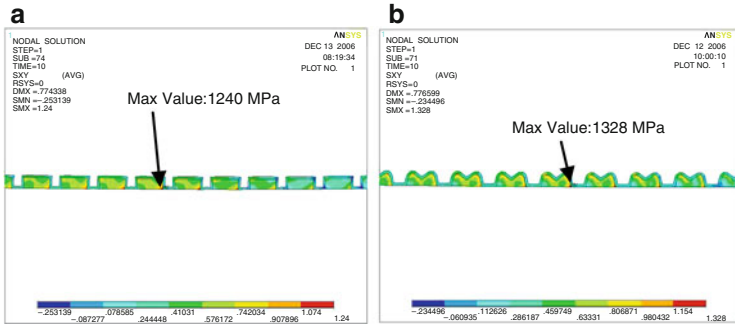 a
1
NODAL SOLUTION
STEP=1
SUB =74
TIME=10
SXY (AVG)
RSYS=0
DMX =.774338
SMN =-.253139
SMX =1.24
ANSYS
DEC 13 2006
08:19:34
PLOT NO. 1
Max Value:1240 MPa
-.253139 .078585 .41031 .742034 1.074
-.087277 .244448 .576172 .907896 1.24
b
1
NODAL SOLUTION
STEP=1
SUB =71
TIME=10
SXY (AVG)
RSYS=0
DMX =.776599
SMN =-.234496
SMX =1.328
ANSYS
DEC 12 2006
10:00:10
PLOT NO. 1
Max Value:1328 MPa
-.234496 .112626 .459749 .806871 1.154
-.060935 .286187 .63331 .980432 1.328